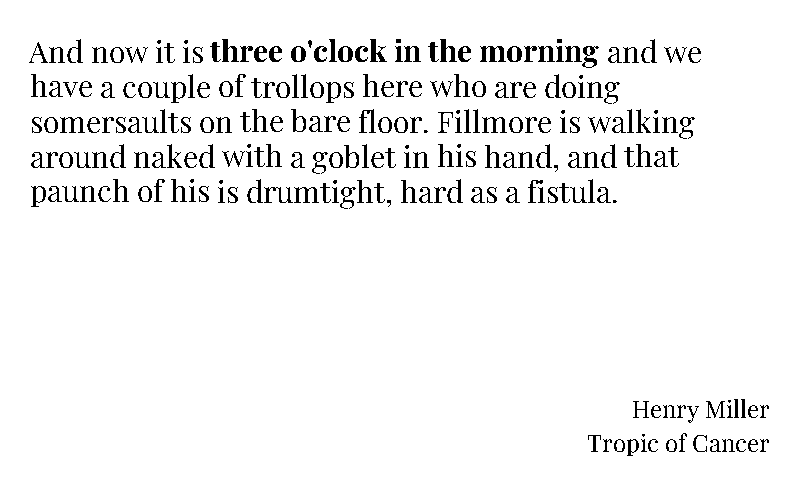 And now it is three o'clock in the morning and we
have a couple of trollops here who are doing
somersaults on the bare floor. Fillmore is walking
around naked with a goblet in his hand, and that
paunch of his is drumtight, hard as a fistula.
Henry Miller
Tropic of Cancer